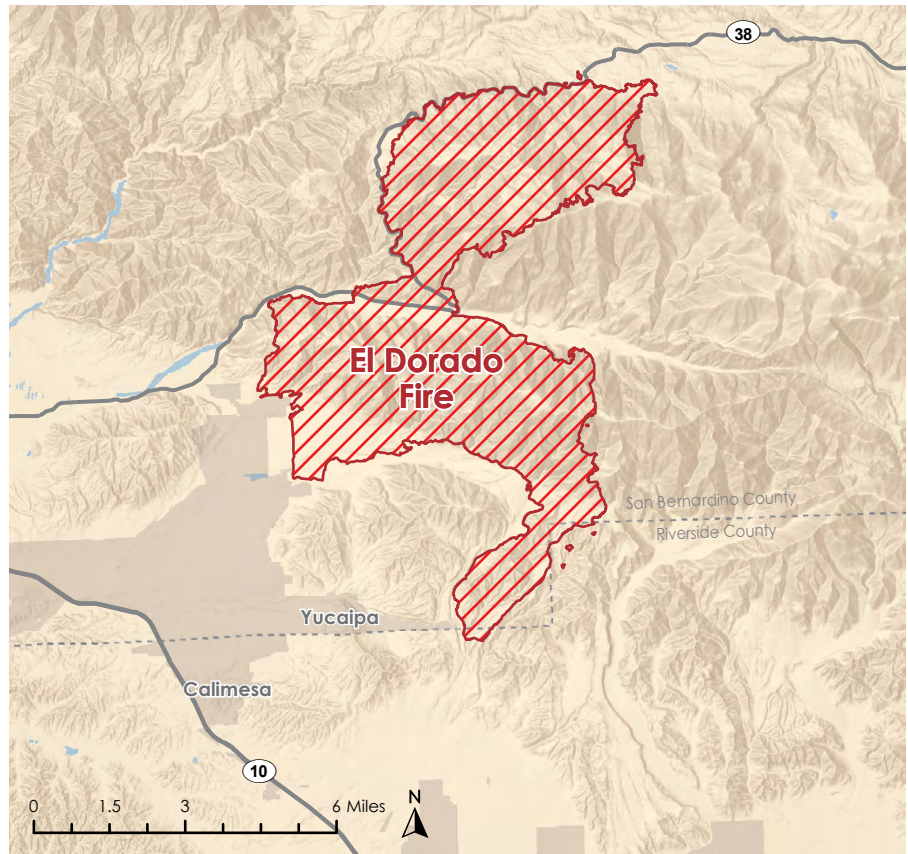 38
El Dorado
Fire
San Bernardino County
Riverside County
Yucaipa
Calimesa
10
0 1.5 3 6 Miles
N